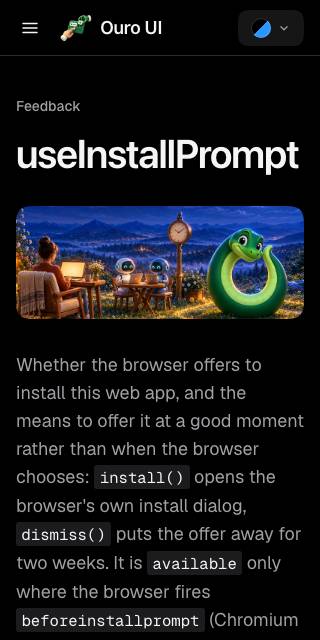 Ouro UI
Feedback
useInstallPrompt
Whether the browser offers to
install this web app, and the
means to offer it at a good moment
rather than when the browser
chooses: install() opens the
browser's own install dialog,
dismiss() puts the offer away for
two weeks. It is available only
where the browser fires
beforeinstallprompt (Chromium